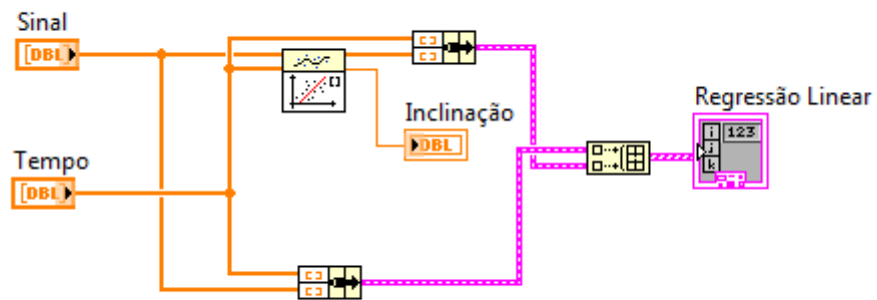 Sinal
[DBL]
Inclinação
DBL
Regressão Linear
i
123
j
k
Tempo
[DBL]